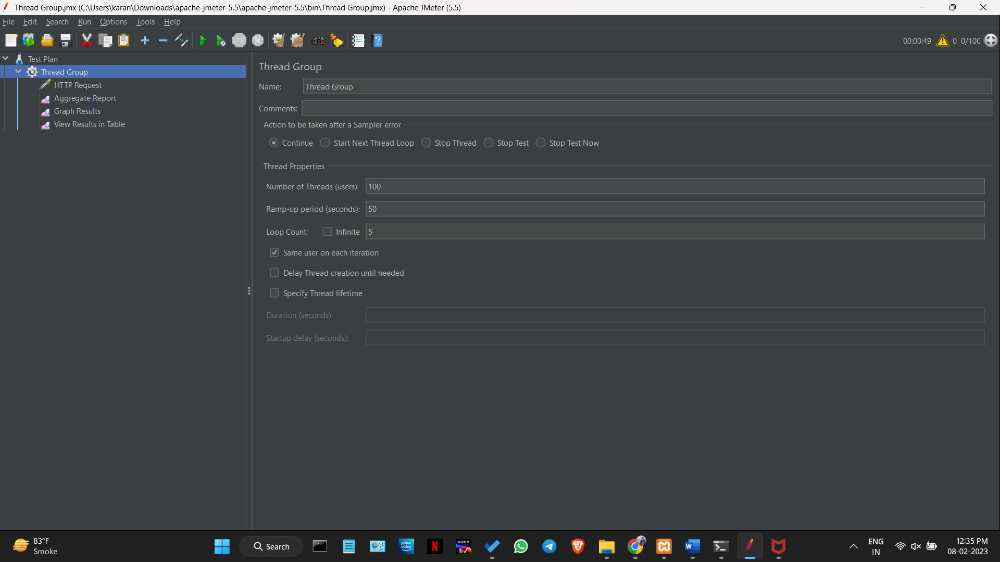 Thread Group.jmx (C:\Users\karan\Downloads\apache-jmeter-5.5\apache-jmeter-5.5\bin\Thread Group.jmx) - Apache JMeter (5.5)
File Edit Search Run Options Tools Help
STOP ? 00:00:49 0 0/100
Test Plan
Thread Group
HTTP Request
Aggregate Report
Graph Results
View Results in Table
Thread Group
Name: Thread Group
Comments:
Action to be taken after a Sampler error
Continue Start Next Thread Loop Stop Thread Stop Test Stop Test Now
Thread Properties
Number of Threads (users): 100
Ramp-up period (seconds): 50
Loop Count: Infinite 5
Same user on each iteration
Delay Thread creation until needed
Specify Thread lifetime
Duration (seconds):
Startup delay (seconds):
83°F
Smoke
Search
prime video
N
SONY liv
W
ENG
IN
12:35 PM
08-02-2023